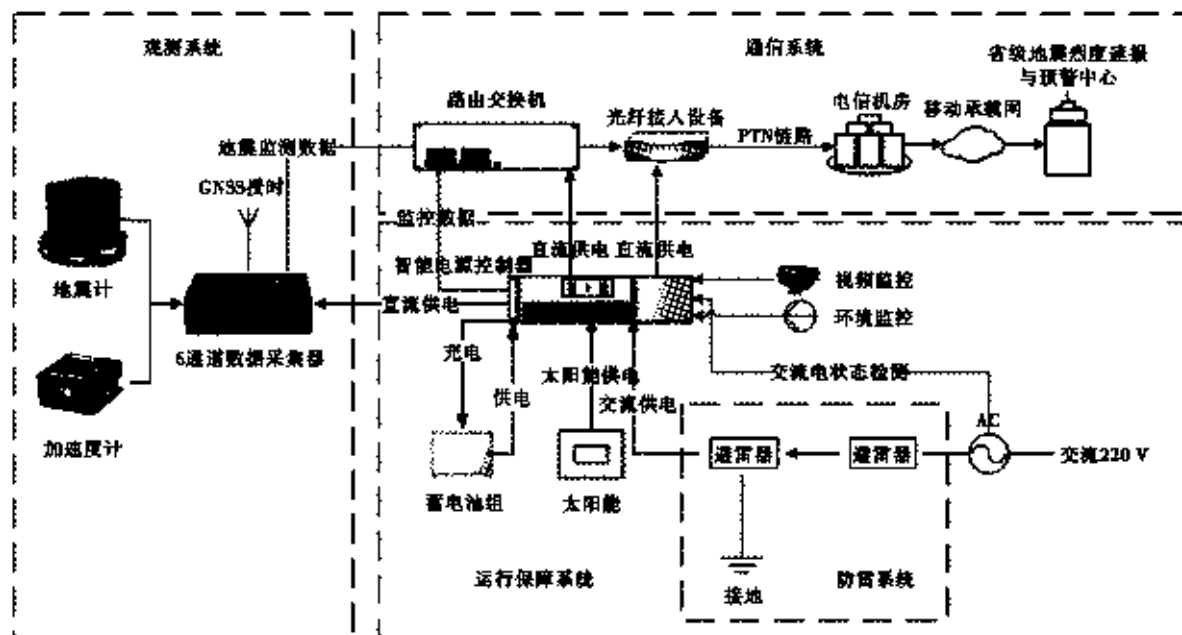 观测系统
通信系统
省级地震烈度速报
与预警中心
路由交换机
光纤接入设备
电信机房
移动承载网
地震监测数据
PTN链路
GNSS授时
监控数据
直流供电
直流供电
智能电源控制器
地震计
直流供电
视频监控
环境监控
6通道数据采集器
充电
太阳能供电
交流电状态检测
供电
交流供电
AC
加速度计
避雷器
避雷器
交流220 V
蓄电池组
太阳能
运行保障系统
防雷系统
接地